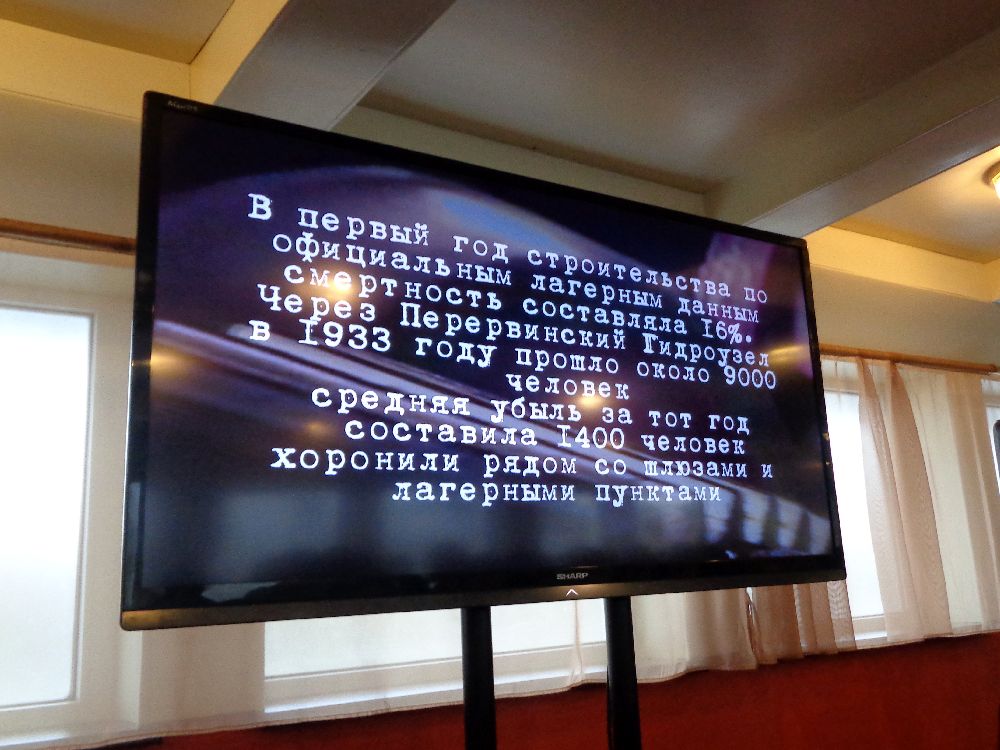 В первый год строительства по
официальным лагерным данным
смертность составляла 16%.
Через Перервинский Гидроузел
в 1933 году прошло около 9000
человек
средняя убыль за тот год
составила 1400 человек
хоронили рядом со шлюзами и
лагерными пунктами
SHARP